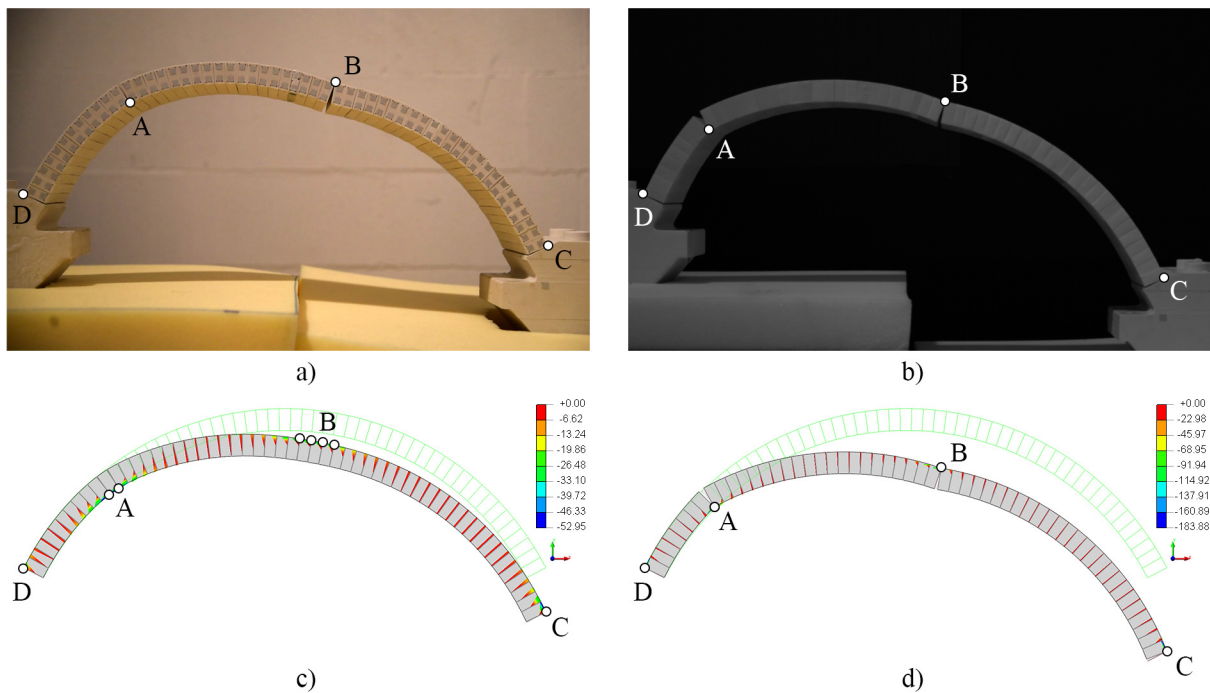 A
B
D
C
a)
B
A
D
C
b)
+0.00
-6.62
-13.24
-19.86
-26.48
-33.10
-39.72
-46.33
-52.95
B
A
D
C
c)
+0.00
-22.98
-45.97
-68.95
-91.94
-114.92
-137.91
-160.89
-183.88
B
A
D
C
d)